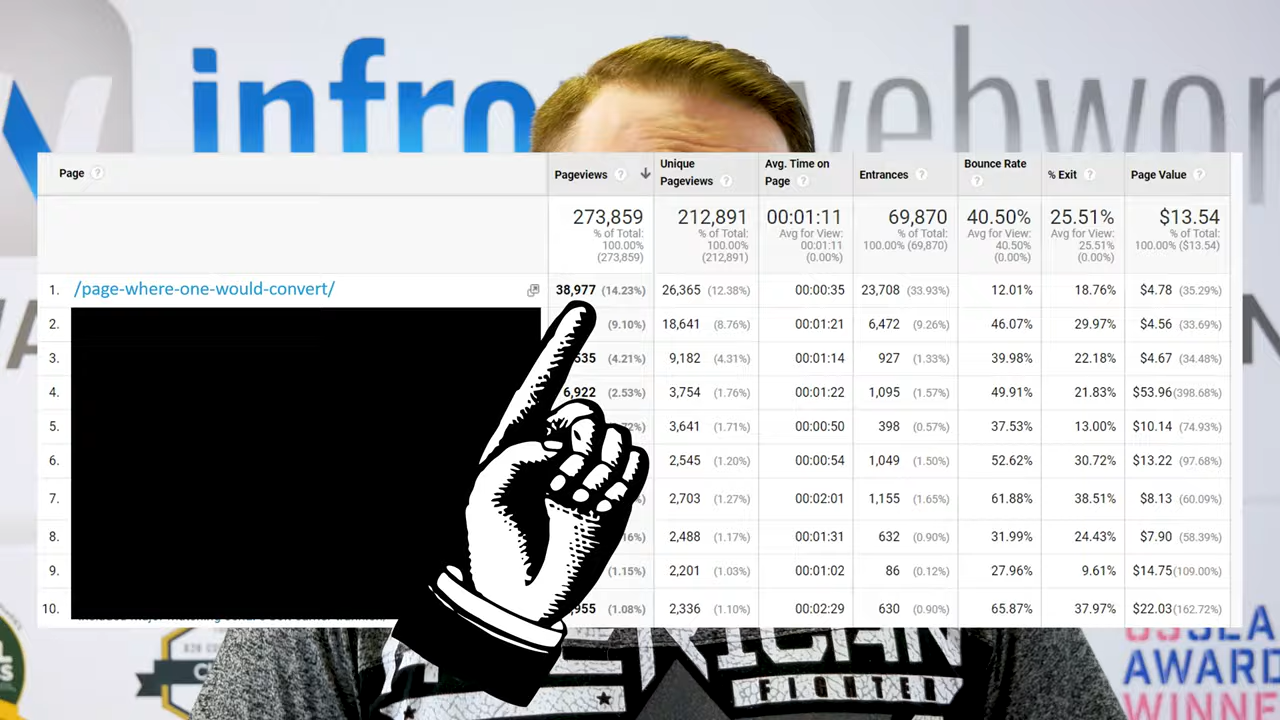 infro webwor
Page Pageviews Unique Pageviews Avg. Time on Page Entrances Bounce Rate % Exit Page Value
273,859 212,891 00:01:11 69,870 40.50% 25.51% $13.54
% of Total: 100.00% (273,859) % of Total: 100.00% (212,891) Avg for View: 00:01:11 (0.00%) % of Total: 100.00% (69,870) Avg for View: 40.50% (0.00%) Avg for View: 25.51% (0.00%) % of Total: 100.00% ($13.54)
1. /page-where-one-would-convert/ 38,977 (14.23%) 26,365 (12.38%) 00:00:35 23,708 (33.93%) 12.01% 18.76% $4.78 (35.29%)
2. (9.10%) 18,641 (8.76%) 00:01:21 6,472 (9.26%) 46.07% 29.97% $4.56 (33.69%)
3. 535 (4.21%) 9,182 (4.31%) 00:01:14 927 (1.33%) 39.98% 22.18% $4.67 (34.48%)
4. 6,922 (2.53%) 3,754 (1.76%) 00:01:22 1,095 (1.57%) 49.91% 21.83% $53.96 (398.68%)
5. 3,641 (1.71%) 00:00:50 398 (0.57%) 37.53% 13.00% $10.14 (74.93%)
6. 2,545 (1.20%) 00:00:54 1,049 (1.50%) 52.62% 30.72% $13.22 (97.68%)
7. 2,703 (1.27%) 00:02:01 1,155 (1.65%) 61.88% 38.51% $8.13 (60.09%)
8. 2,488 (1.17%) 00:01:31 632 (0.90%) 31.99% 24.43% $7.90 (58.39%)
9. (1.15%) 2,201 (1.03%) 00:01:02 86 (0.12%) 27.96% 9.61% $14.75 (109.00%)
10. 955 (1.08%) 2,336 (1.10%) 00:02:29 630 (0.90%) 65.87% 37.97% $22.03 (162.72%)
ERICAN
FIGHTER
AWARD
WINNE